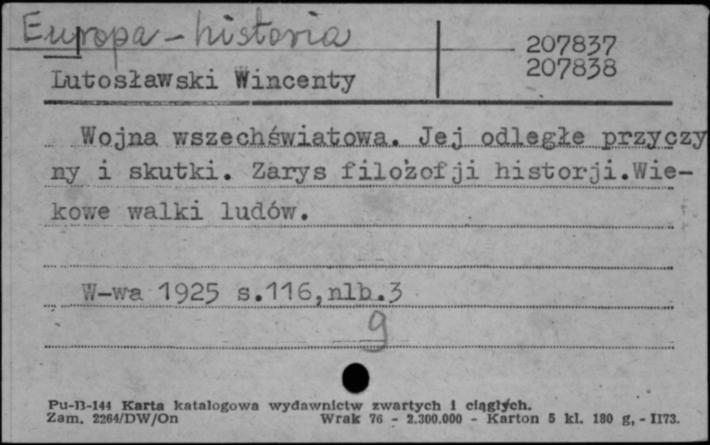 Europa - historia
207837
207838
Lutosławski Wincenty
Wojna wszechświatowa. Jej odległe przyczy
ny i skutki. Zarys filozofji historji.Wie-
kowe walki ludów.
W-wa 1925 s.116,nlb.3
g
Pu-B-144 Karta katalogowa wydawnictw zwartych i ciągłych.
Zam. 2264/DW/On Wrak 76 - 2.300.000 - Karton 5 kl. 180 g, - II73.